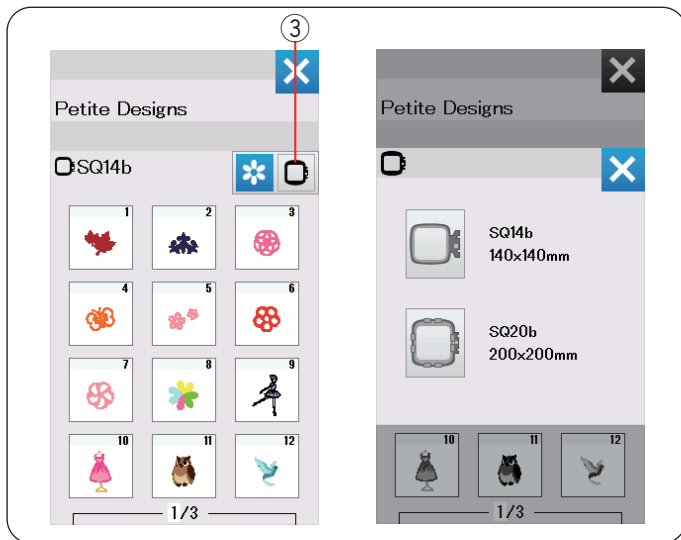 ③
Petite Designs
SQ14b
1 2 3
4 5 6
7 8 9
10 11 12
1/3
Petite Designs
SQ14b
140x140mm
SQ20b
200x200mm
10 11 12
1/3